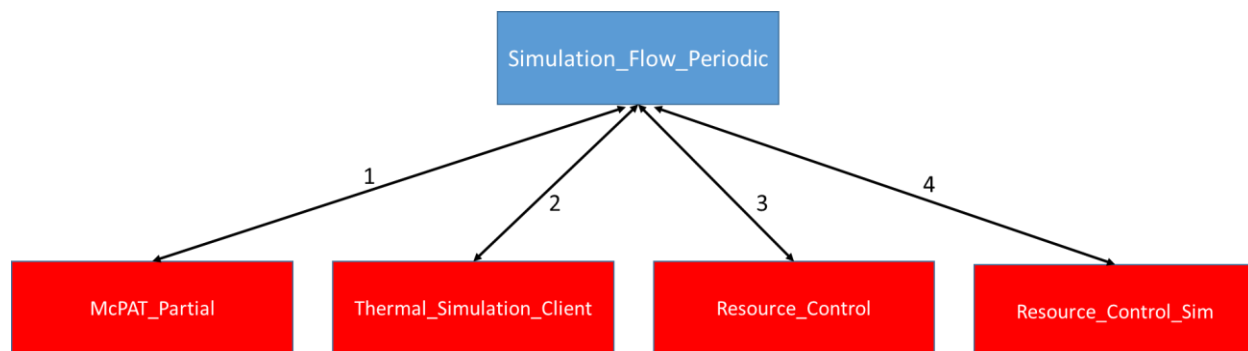 Simulation_Flow_Periodic
1
2
3
4
McPAT_Partial
Thermal_Simulation_Client
Resource_Control
Resource_Control_Sim